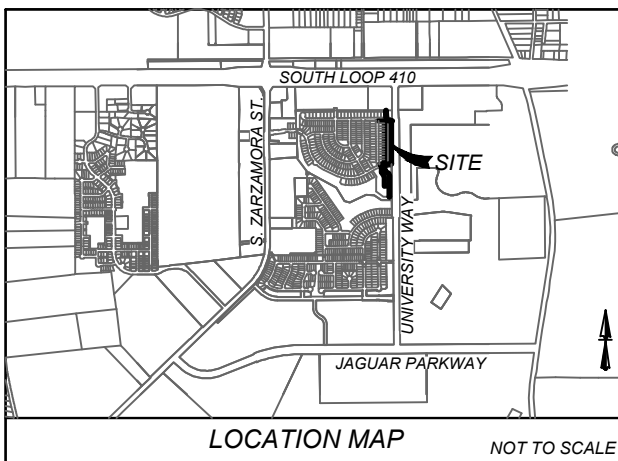 SOUTH LOOP 410
S. ZARZAMORA ST.
SITE
UNIVERSITY WAY
JAGUAR PARKWAY
LOCATION MAP
NOT TO SCALE